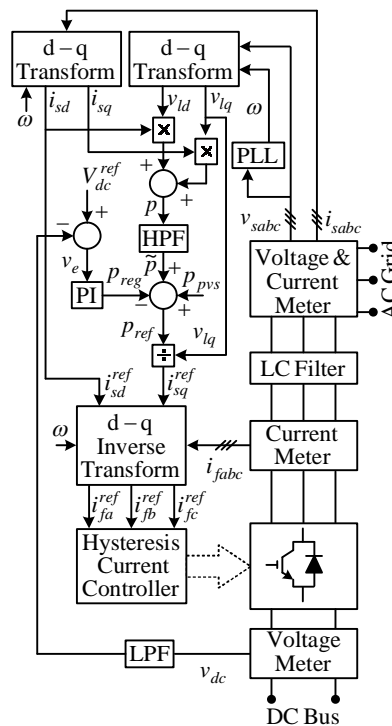 d-q
Transform
d-q
Transform
ω
i_sd
i_sq
v_ld
v_lq
ω
×
×
PLL
+
+
p
V_dc^ref
+
−
v_e
HPF
p̃
v_sabc
i_sabc
Voltage &
Current
Meter
AC Grid
PI
p_reg
+
−
+
p_pvs
p_ref
v_lq
÷
LC Filter
i_sd^ref
i_sq^ref
ω
d-q
Inverse
Transform
Current
Meter
i_fabc
i_fa^ref
i_fb^ref
i_fc^ref
Hysteresis
Current
Controller
LPF
v_dc
Voltage
Meter
DC Bus